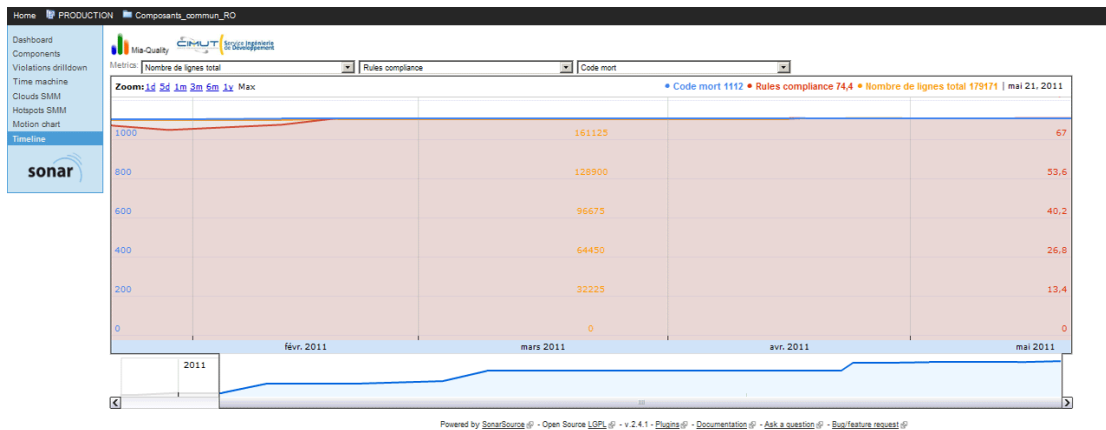 Home PRODUCTION Composants_commun_RO
Dashboard
Components
Violations drilldown
Time machine
Clouds SMM
Hotspots SMM
Motion chart
Timeline
sonar
Mia-Quality CIMUT Service Ingénierie de Développement
Metrics: Nombre de lignes total Rules compliance Code mort
Zoom: 1d 5d 1m 3m 6m 1y Max
• Code mort 1112 • Rules compliance 74,4 • Nombre de lignes total 179171 | mai 21, 2011
1000 161125 67
800 128900 53,6
600 96675 40,2
400 64450 26,8
200 32225 13,4
0 0 0
févr. 2011 mars 2011 avr. 2011 mai 2011
2011
Powered by SonarSource - Open Source LGPL - v.2.4.1 - Plugins - Documentation - Ask a question - Bug/feature request